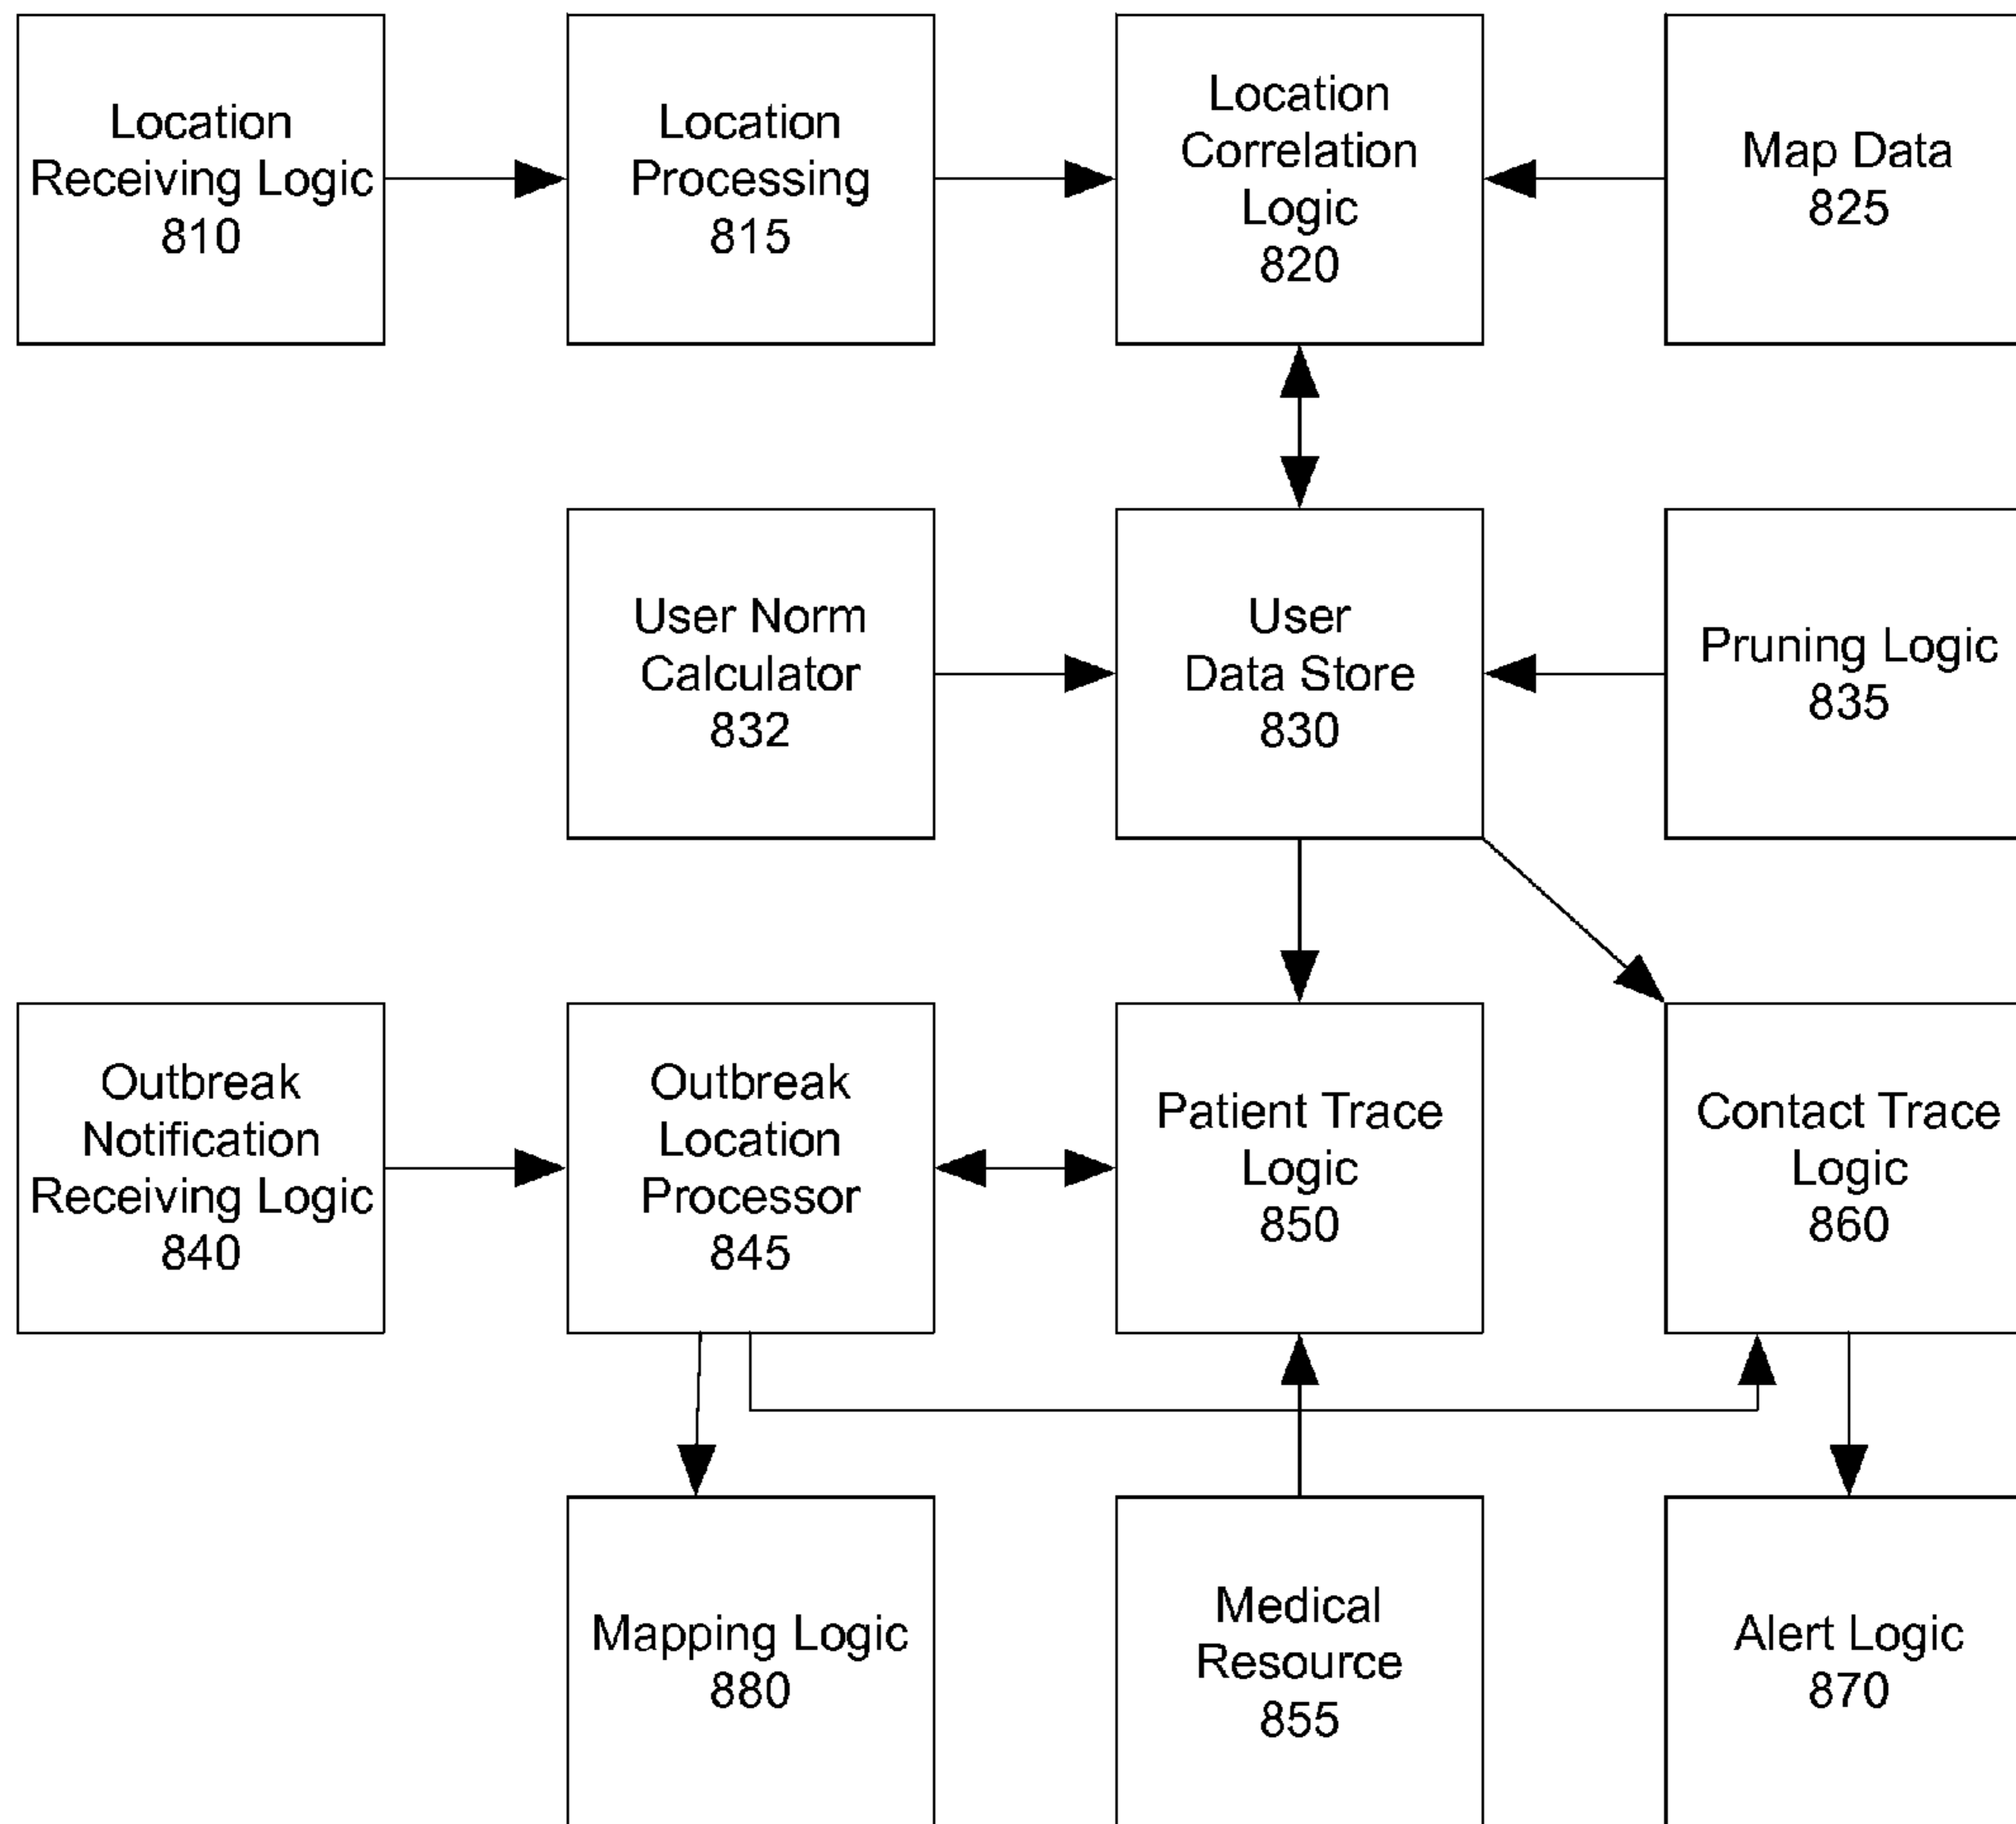 Location
Receiving Logic
810
Location
Processing
815
Location
Correlation
Logic
820
Map Data
825
User Norm
Calculator
832
User
Data Store
830
Pruning Logic
835
Outbreak
Notification
Receiving Logic
840
Outbreak
Location
Processor
845
Patient Trace
Logic
850
Contact Trace
Logic
860
Mapping Logic
880
Medical
Resource
855
Alert Logic
870